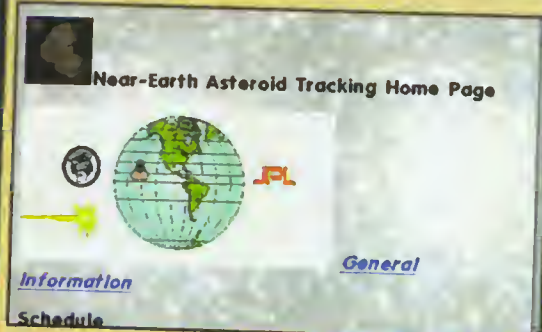 Near-Earth Asteroid Tracking Home Page
JPL
General
Information
Schedule